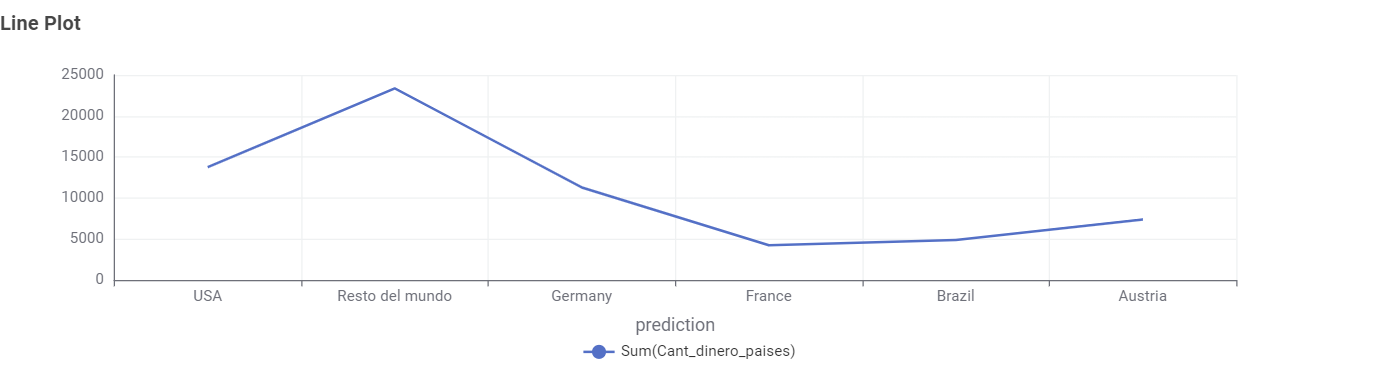 Line Plot
25000
20000
15000
10000
5000
0
USA Resto del mundo Germany France Brazil Austria
prediction
Sum(Cant_dinero_paises)